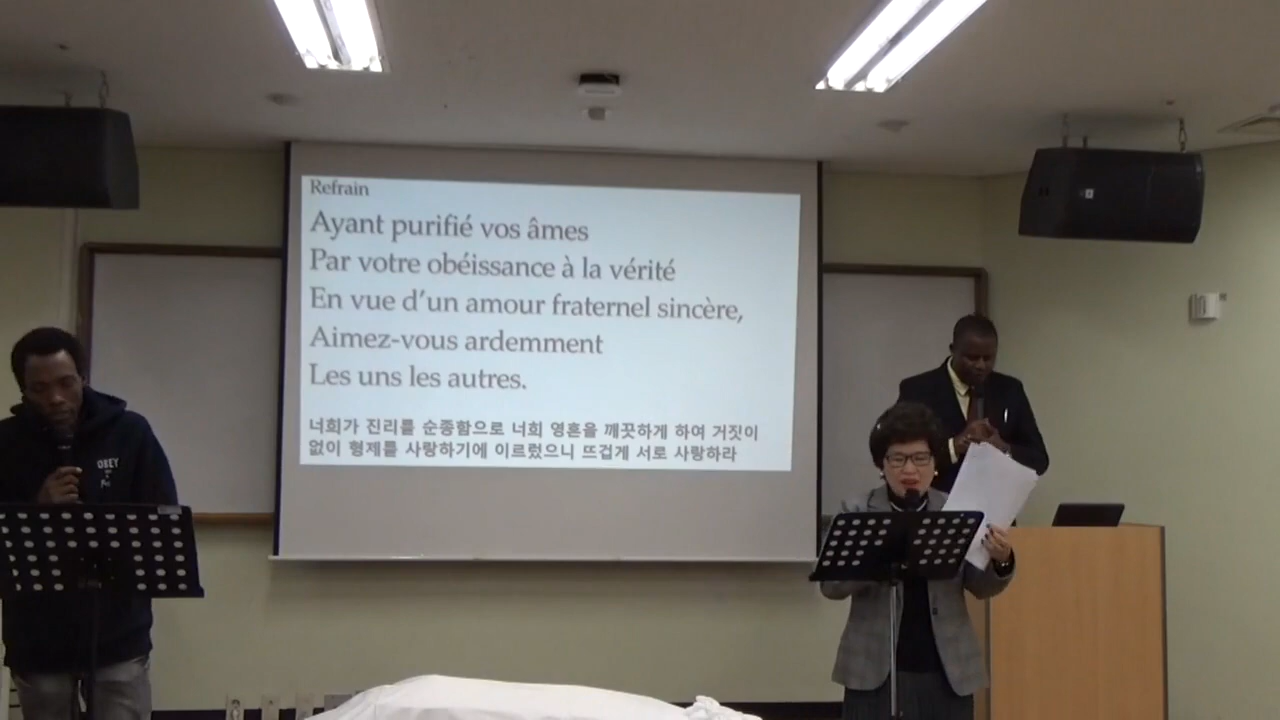 Refrain
Ayant purifié vos âmes
Par votre obéissance à la vérité
En vue d'un amour fraternel sincère,
Aimez-vous ardemment
Les uns les autres.
너희가 진리를 순종함으로 너희 영혼을 깨끗하게 하여 거짓이
없이 형제를 사랑하기에 이르렀으니 뜨겁게 서로 사랑하라
OBEY